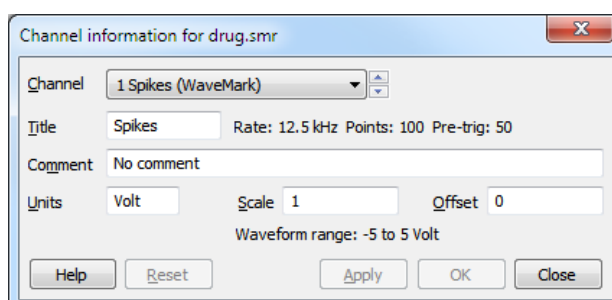 Channel information for drug.smr
Channel 1 Spikes (WaveMark)
Title Spikes Rate: 12.5 kHz Points: 100 Pre-trig: 50
Comment No comment
Units Volt Scale 1 Offset 0
Waveform range: -5 to 5 Volt
Help Reset Apply OK Close